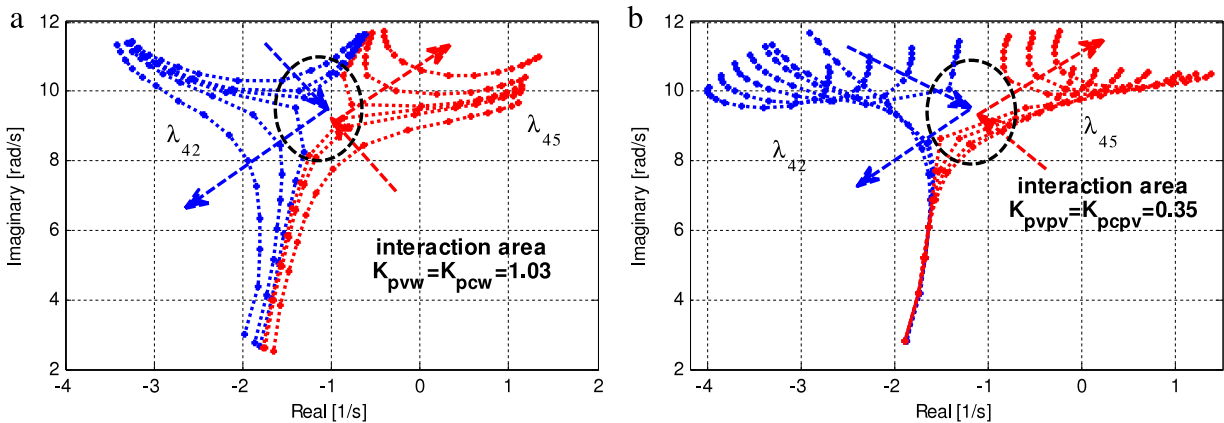 a
12
10
8
6
4
2
Imaginary [rad/s]
λ42
λ45
interaction area
Kpvw=Kpcw=1.03
-4 -3 -2 -1 0 1 2
Real [1/s]
b
12
10
8
6
4
2
Imaginary [rad/s]
λ42
λ45
interaction area
Kpvpv=Kpcpv=0.35
-4 -3 -2 -1 0 1
Real [1/s]